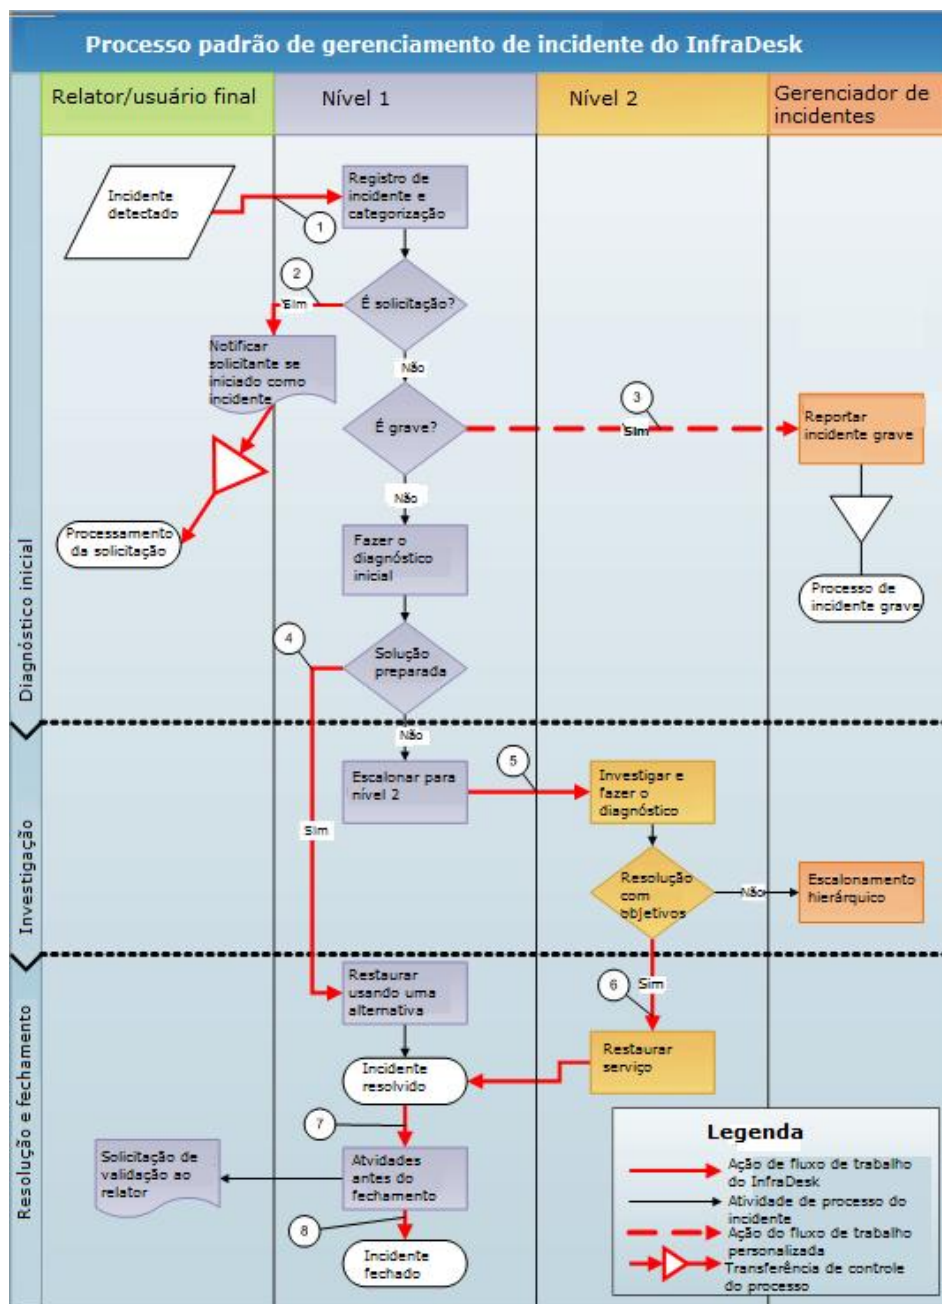 Processo padrão de gerenciamento de incidente do InfraDesk
Relator/usuário final
Nível 1
Nível 2
Gerenciador de
incidentes
Diagnóstico inicial
Incidente
detectado
1
Registro de
incidente e
categorização
2
Sim
É solicitação?
Notificar
solicitante se
iniciado como
incidente
Não
É grave?
3
Sim
Reportar
incidente grave
Não
Processamento
da solicitação
Fazer o
diagnóstico
inicial
Processo de
incidente grave
4
Solução
preparada
Investigação
Não
Escalonar para
nível 2
5
Investigar e
fazer o
diagnóstico
Sim
Resolução
com
objetivos
Não
Escalonamento
hierárquico
Resolução e fechamento
Restaurar
usando uma
alternativa
6
Sim
Restaurar
serviço
Incidente
resolvido
7
Solicitação de
validação ao
relator
Atvidades
antes do
fechamento
8
Incidente
fechado
Legenda
Ação de fluxo de trabalho
do InfraDesk
Atividade de processo do
incidente
Ação do fluxo de trabalho
personalizada
Transferência de controle
do processo